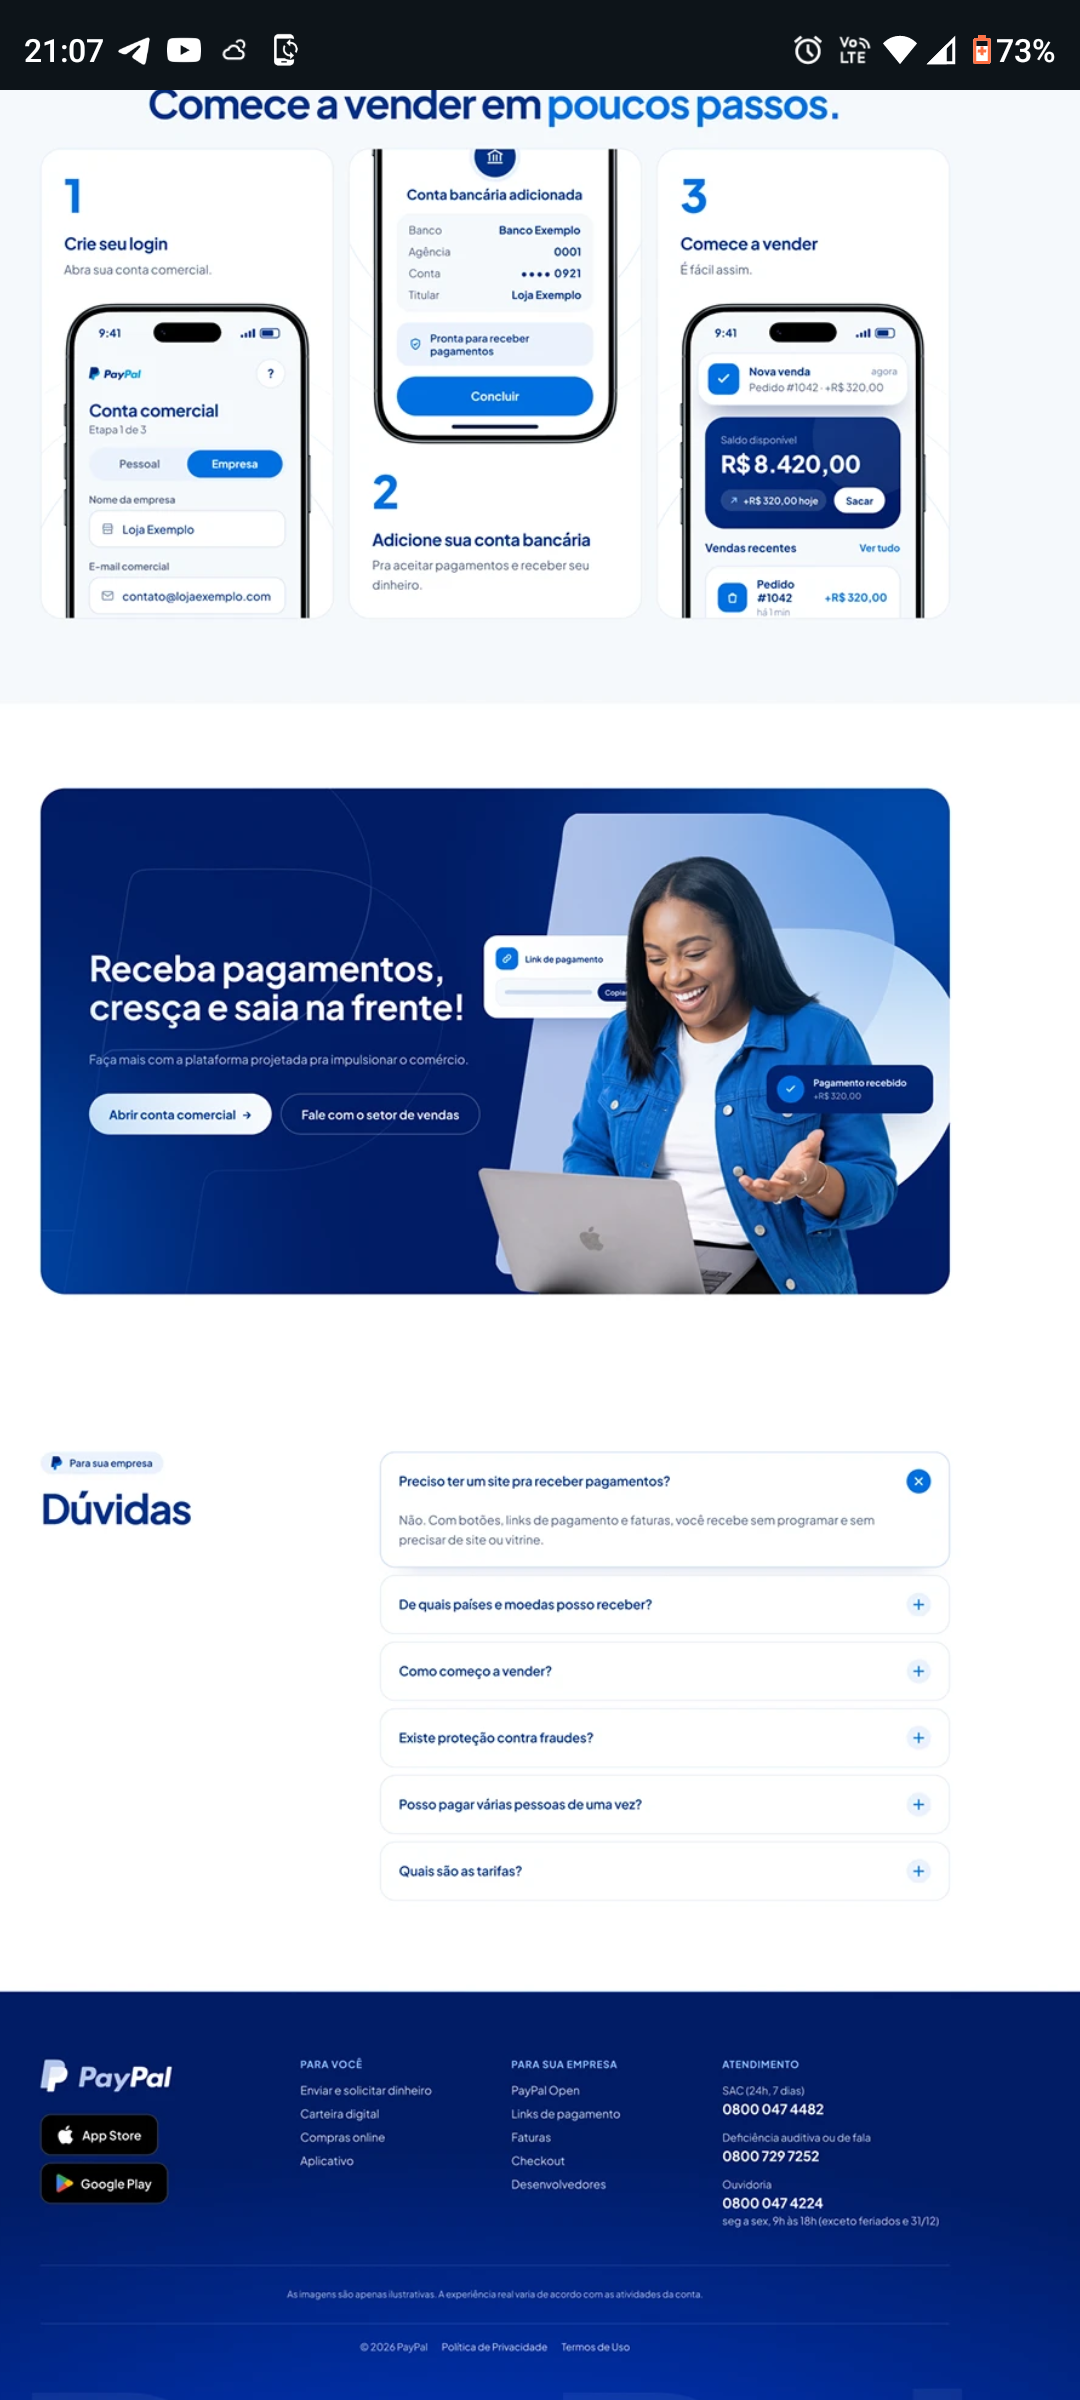 21:07
Vo LTE
73%
Comece a vender em poucos passos.
1
Crie seu login
Abra sua conta comercial.
9:41
PayPal
?
Conta comercial
Etapa 1 de 3
Pessoal
Empresa
Nome da empresa
Loja Exemplo
E-mail comercial
contato@lojaexemplo.com
Conta bancária adicionada
Banco Banco Exemplo
Agência 0001
Conta •••• 0921
Titular Loja Exemplo
Pronta para receber
pagamentos
Concluir
2
Adicione sua conta bancária
Pra aceitar pagamentos e receber seu
dinheiro.
3
Comece a vender
É fácil assim.
9:41
Nova venda agora
Pedido #1042 · +R$ 320,00
Saldo disponível
R$ 8.420,00
+R$ 320,00 hoje
Sacar
Vendas recentes Ver tudo
Pedido
#1042
+R$ 320,00
há 1 min
Receba pagamentos,
cresça e saia na frente!
Faça mais com a plataforma projetada pra impulsionar o comércio.
Abrir conta comercial →
Fale com o setor de vendas
Link de pagamento
Copiar
Pagamento recebido
+R$ 320,00
Para sua empresa
Dúvidas
Preciso ter um site pra receber pagamentos?
Não. Com botões, links de pagamento e faturas, você recebe sem programar e sem
precisar de site ou vitrine.
De quais países e moedas posso receber?
Como começo a vender?
Existe proteção contra fraudes?
Posso pagar várias pessoas de uma vez?
Quais são as tarifas?
PayPal
App Store
Google Play
PARA VOCÊ
Enviar e solicitar dinheiro
Carteira digital
Compras online
Aplicativo
PARA SUA EMPRESA
PayPal Open
Links de pagamento
Faturas
Checkout
Desenvolvedores
ATENDIMENTO
SAC (24h, 7 dias)
0800 047 4482
Deficiência auditiva ou de fala
0800 729 7252
Ouvidoria
0800 047 4224
seg a sex, 9h às 18h (exceto feriados e 31/12)
As imagens são apenas ilustrativas. A experiência real varia de acordo com as atividades da conta.
© 2026 PayPal Política de Privacidade Termos de Uso